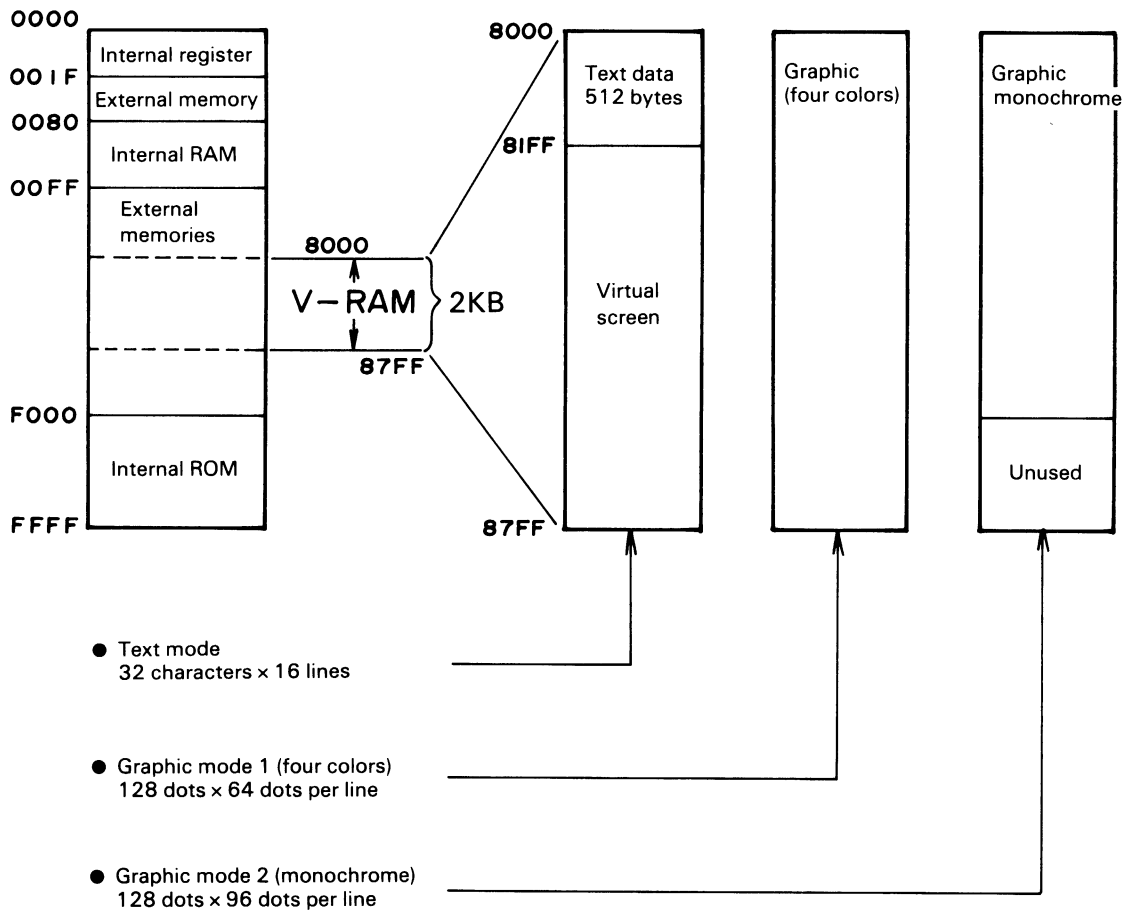 0000
Internal register
001F
External memory
0080
Internal RAM
00FF
External
memories
8000
V-RAM
2KB
87FF
F000
Internal ROM
FFFF
8000
Text data
512 bytes
81FF
Virtual
screen
87FF
Graphic
(four colors)
Graphic
monochrome
Unused
● Text mode
32 characters × 16 lines
● Graphic mode 1 (four colors)
128 dots × 64 dots per line
● Graphic mode 2 (monochrome)
128 dots × 96 dots per line